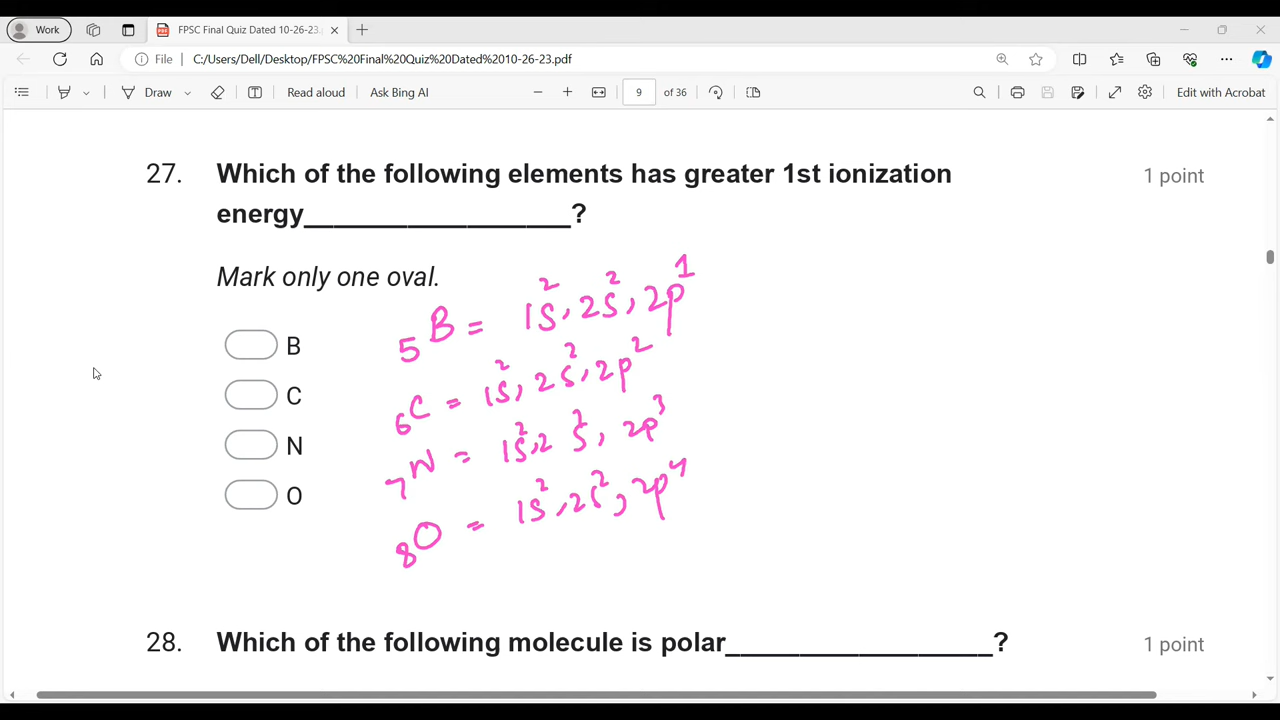 Work
FPSC Final Quiz Dated 10-26-23.
File C:/Users/Dell/Desktop/FPSC%20Final%20Quiz%20Dated%2010-26-23.pdf
Draw Read aloud Ask Bing AI 9 of 36 Edit with Acrobat
27. Which of the following elements has greater 1st ionization 1 point
energy__________________?
Mark only one oval.
B
C
N
O
5B = 1s², 2s², 2p¹
6C = 1s², 2s², 2p²
7N = 1s², 2s², 2p³
8O = 1s², 2s², 2p⁴
28. Which of the following molecule is polar__________________? 1 point